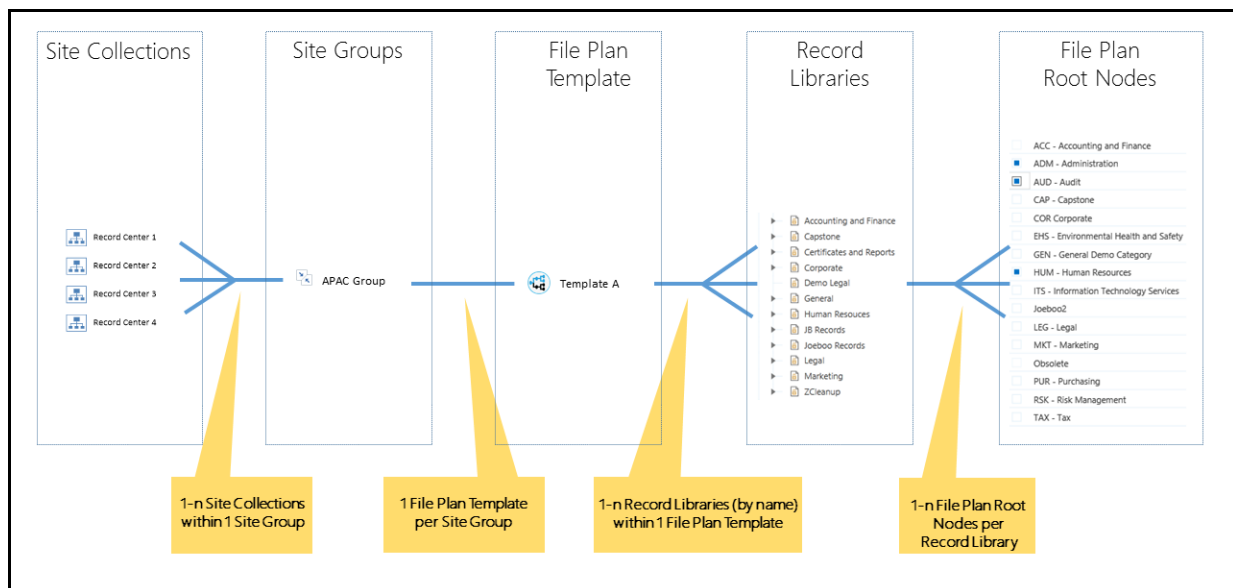 Site Collections
Site Groups
File Plan
Template
Record
Libraries
File Plan
Root Nodes
Record Center 1
Record Center 2
Record Center 3
Record Center 4
APAC Group
Template A
Accounting and Finance
Capstone
Certificates and Reports
Corporate
Demo Legal
General
Human Resouces
JB Records
Joeboo Records
Legal
Marketing
ZCleanup
ACC - Accounting and Finance
ADM - Administration
AUD - Audit
CAP - Capstone
COR Corporate
EHS - Environmental Health and Safety
GEN - General Demo Category
HUM - Human Resources
ITS - Information Technology Services
Joeboo2
LEG - Legal
MKT - Marketing
Obsolete
PUR - Purchasing
RSK - Risk Management
TAX - Tax
1-n Site Collections
within 1 Site Group
1 File Plan Template
per Site Group
1-n Record Libraries (by name)
within 1 File Plan Template
1-n File Plan Root
Nodes per
Record Library